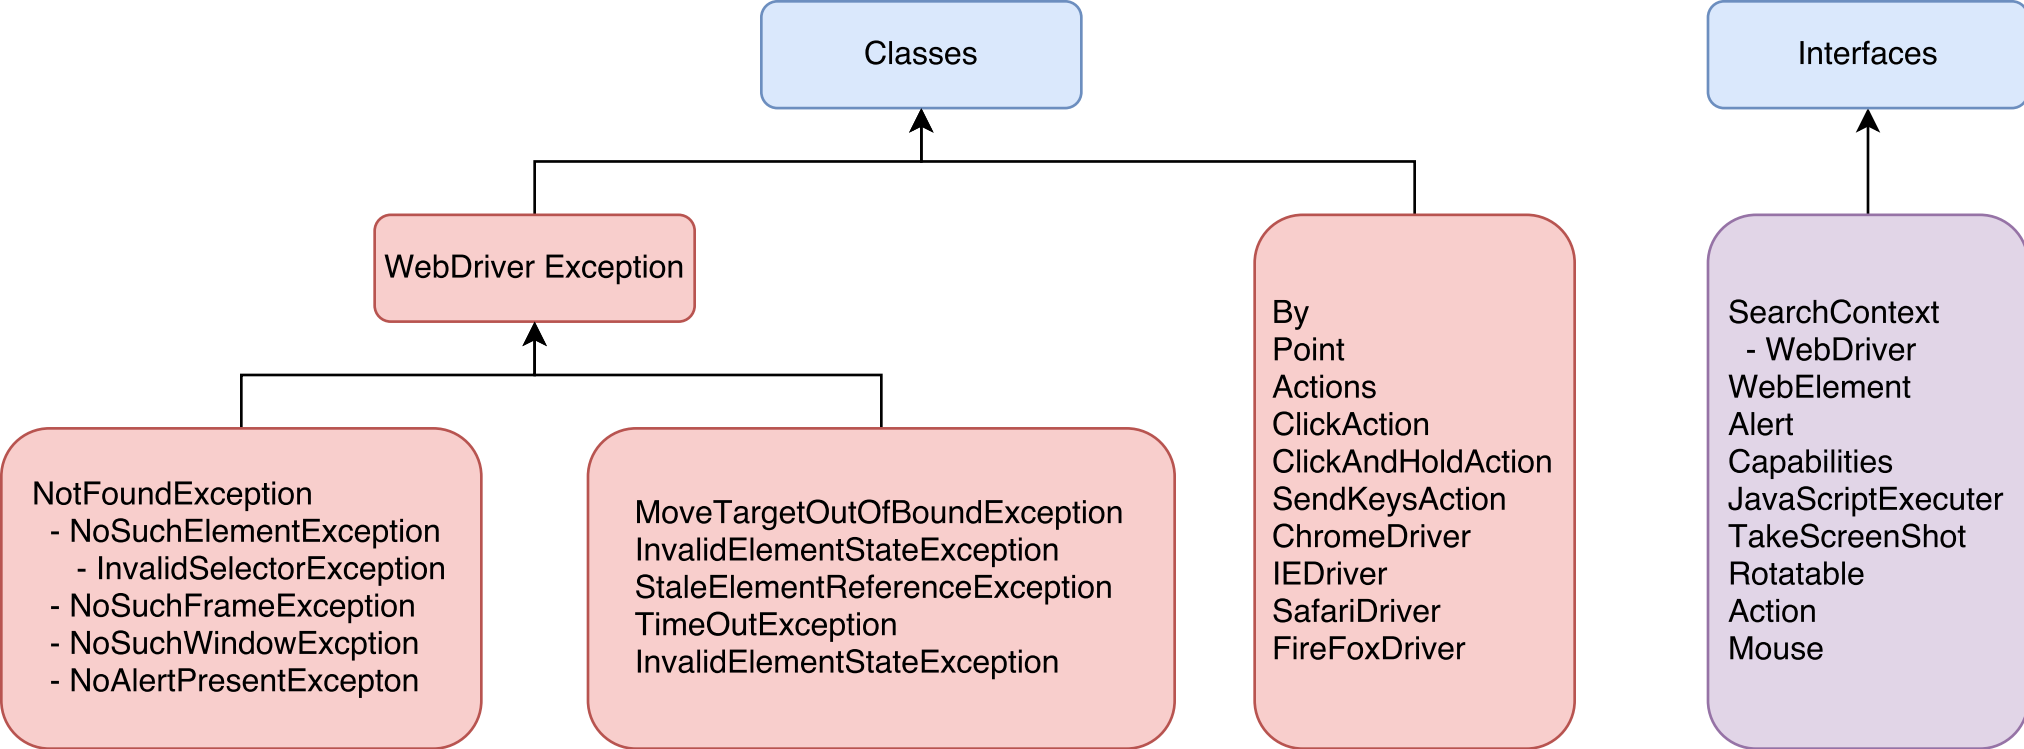 Classes
Interfaces
WebDriver Exception
NotFoundException
- NoSuchElementException
- InvalidSelectorException
- NoSuchFrameException
- NoSuchWindowExcption
- NoAlertPresentExcepton
MoveTargetOutOfBoundException
InvalidElementStateException
StaleElementReferenceException
TimeOutException
InvalidElementStateException
By
Point
Actions
ClickAction
ClickAndHoldAction
SendKeysAction
ChromeDriver
IEDriver
SafariDriver
FireFoxDriver
SearchContext
- WebDriver
WebElement
Alert
Capabilities
JavaScriptExecuter
TakeScreenShot
Rotatable
Action
Mouse